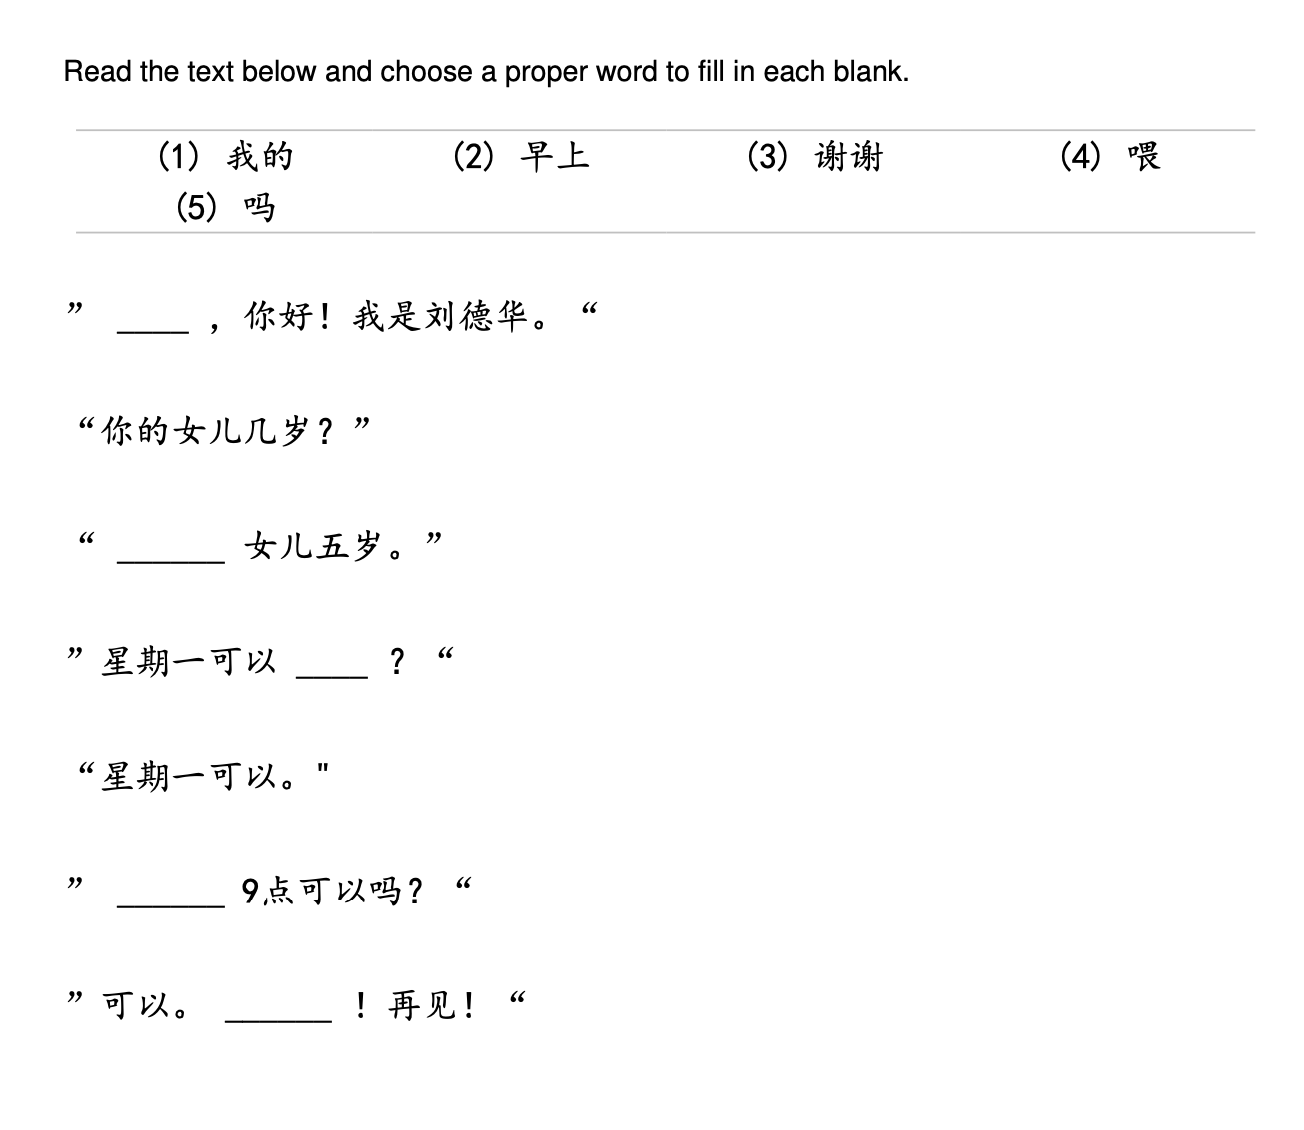 Read the text below and choose a proper word to fill in each blank.
(1) 我的 (2) 早上 (3) 谢谢 (4) 喂
(5) 吗
” ____ ，你好！我是刘德华。“
“你的女儿几岁？”
“ ______ 女儿五岁。”
”星期一可以 ____ ？“
“星期一可以。"
” ______ 9点可以吗？“
”可以。 ______ ！再见！“